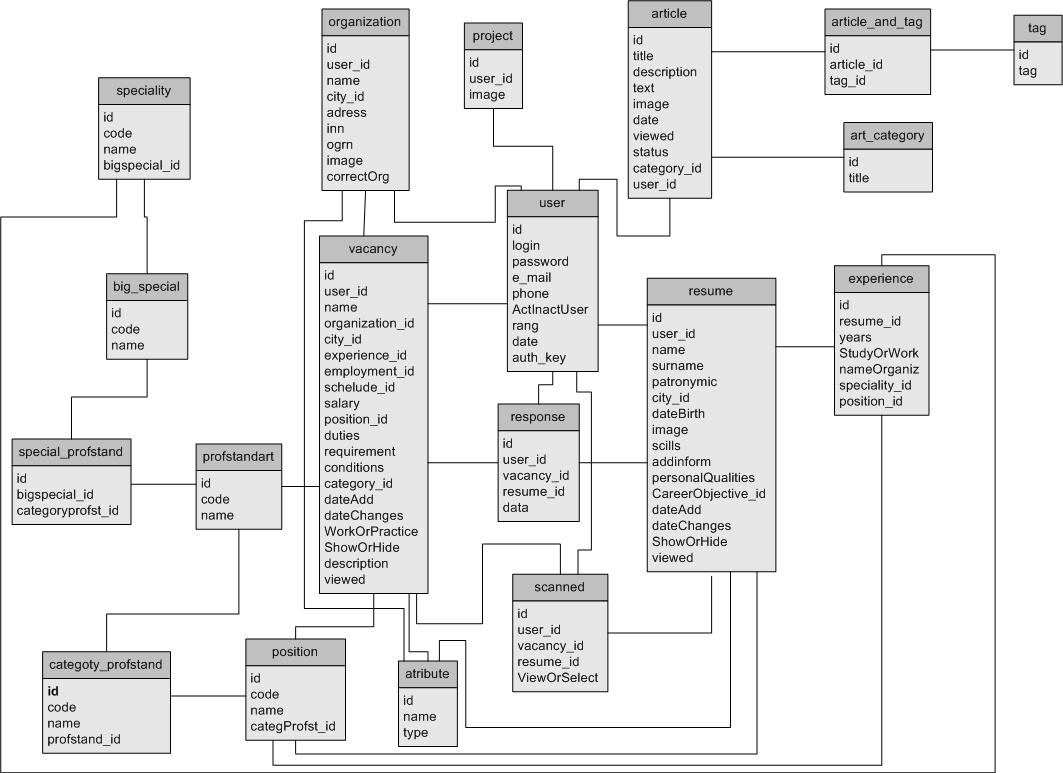 organization
id
user_id
name
city_id
adress
inn
ogrn
image
correctOrg
project
id
user_id
image
article
id
title
description
text
image
date
viewed
status
category_id
user_id
article_and_tag
id
article_id
tag_id
tag
id
tag
art_category
id
title
speciality
id
code
name
bigspecial_id
big_special
id
code
name
vacancy
id
user_id
name
organization_id
city_id
experience_id
employment_id
schelude_id
salary
position_id
duties
requirement
conditions
category_id
dateAdd
dateChanges
WorkOrPractice
ShowOrHide
description
viewed
user
id
login
password
e_mail
phone
ActInactUser
rang
date
auth_key
resume
id
user_id
name
surname
patronymic
city_id
dateBirth
image
scills
addinform
personalQualities
CareerObjective_id
dateAdd
dateChanges
ShowOrHide
viewed
experience
id
resume_id
years
StudyOrWork
nameOrganiz
speciality_id
position_id
special_profstand
id
bigspecial_id
categoryprofst_id
profstandart
id
code
name
response
id
user_id
vacancy_id
resume_id
data
scanned
id
user_id
vacancy_id
resume_id
ViewOrSelect
categoty_profstand
id
code
name
profstand_id
position
id
code
name
categProfst_id
atribute
id
name
type